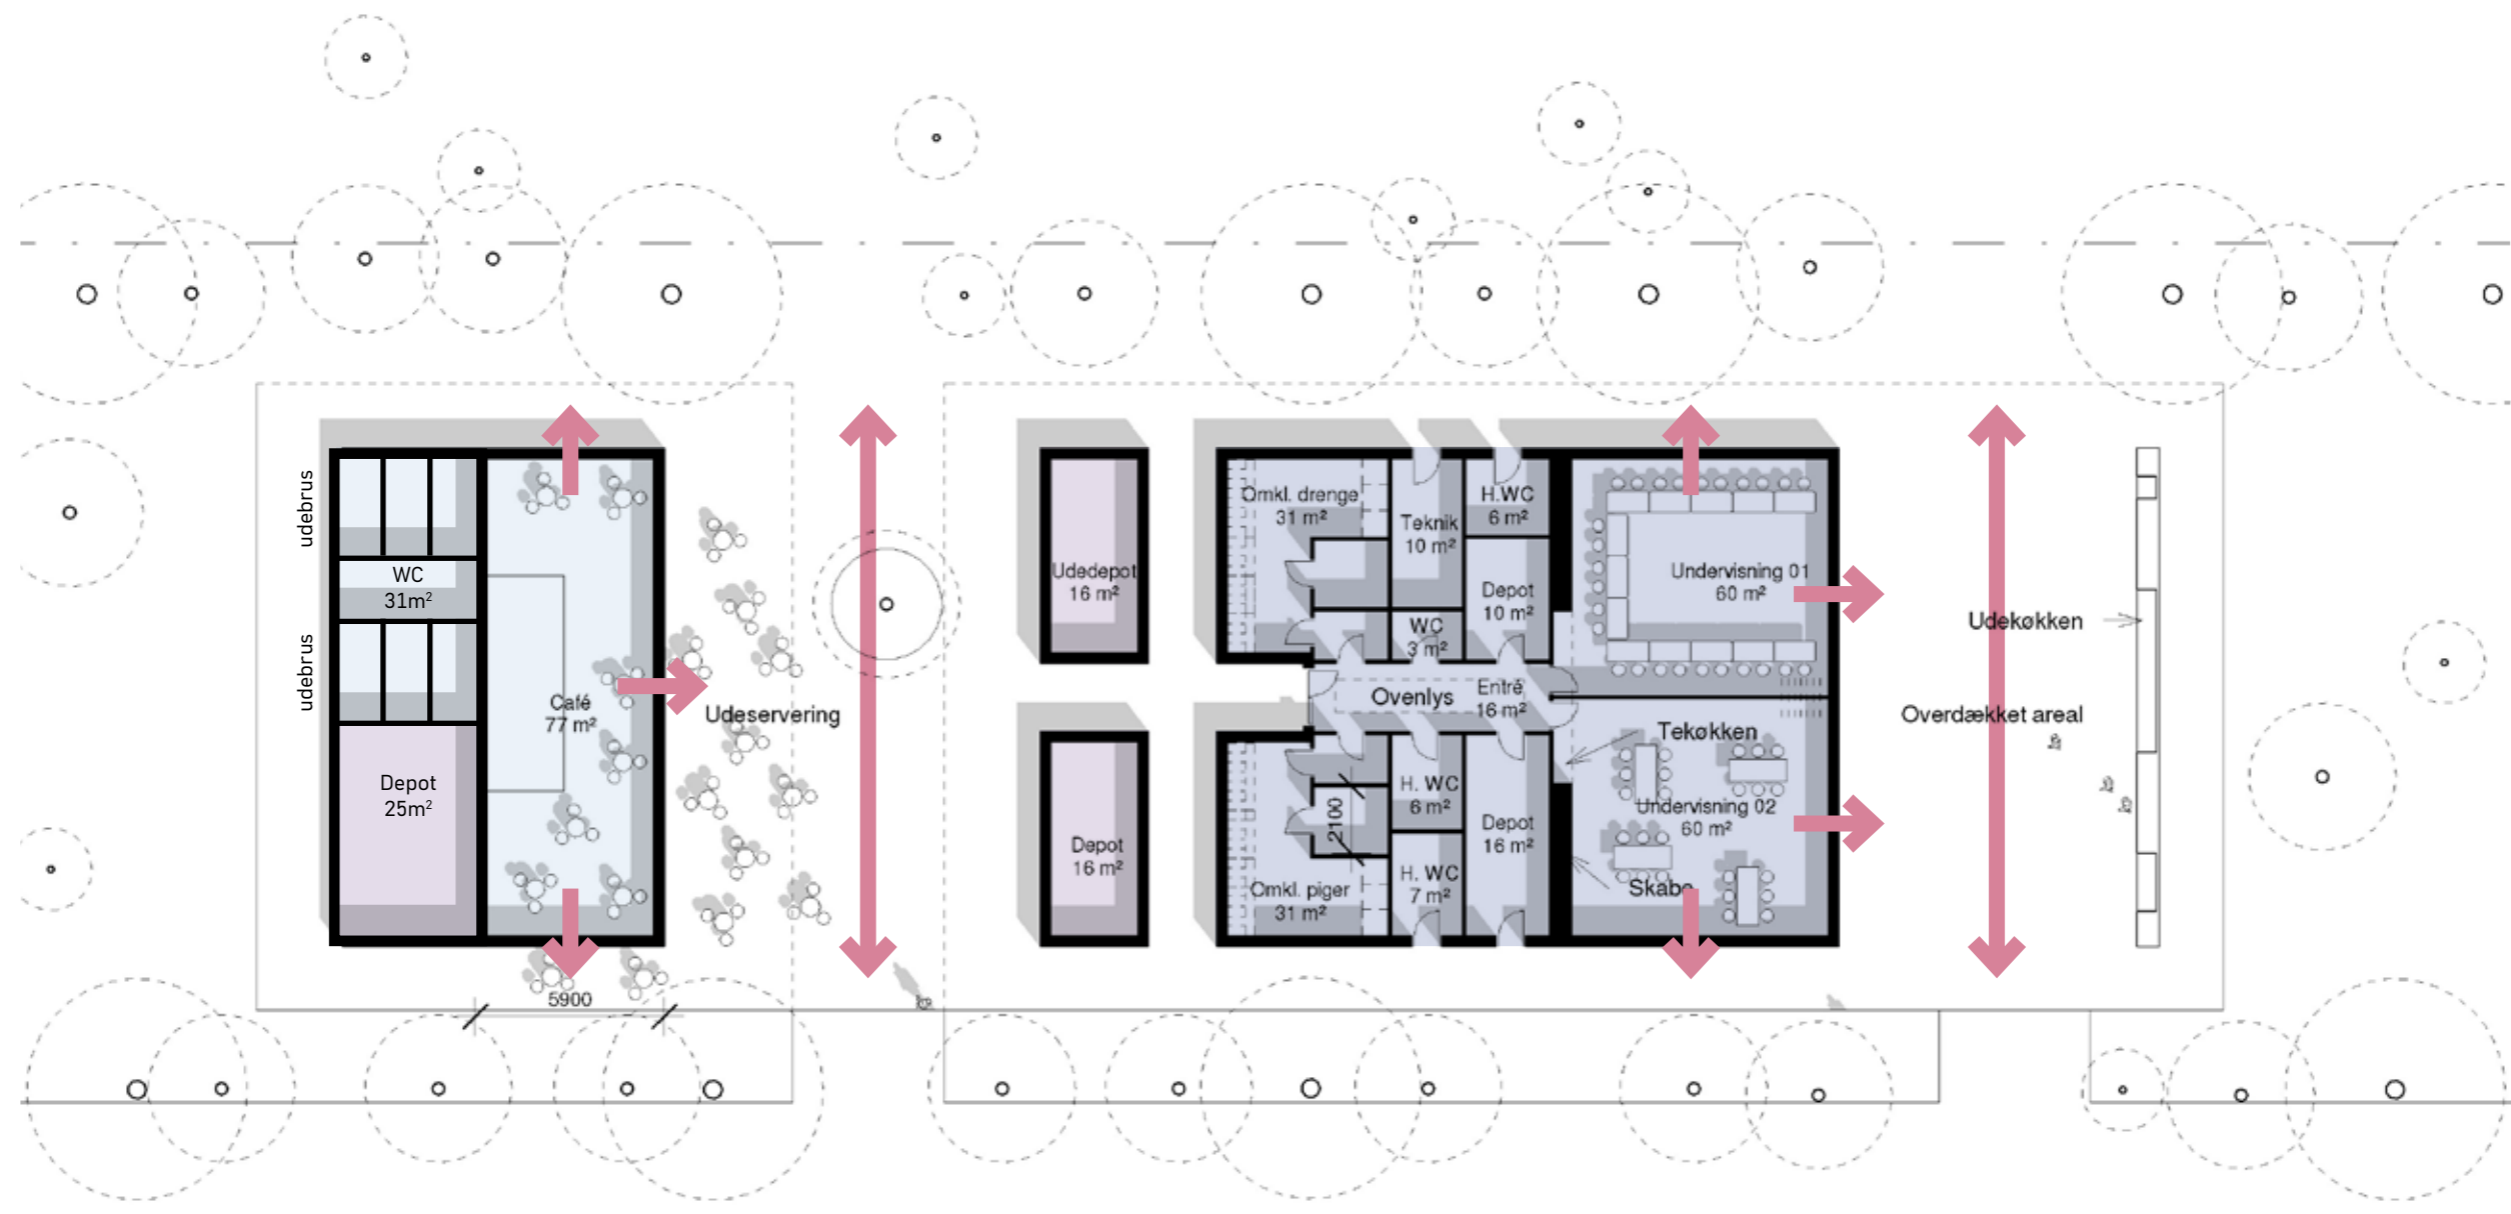 udebrus
udebrus
WC
31m²
Depot
25m²
Café
77 m²
Udeservering
5900
Udedepot
16 m²
Depot
16 m²
Omkl. drenge
31 m²
Teknik
10 m²
H.WC
6 m²
Depot
10 m²
WC
3 m²
Ovenlys
Entré
16 m²
H. WC
6 m²
2100
H. WC
7 m²
Depot
16 m²
Omkl. piger
31 m²
Undervisning 01
60 m²
Tekøkken
Undervisning 02
60 m²
Skabe
Udekøkken
Overdækket areal